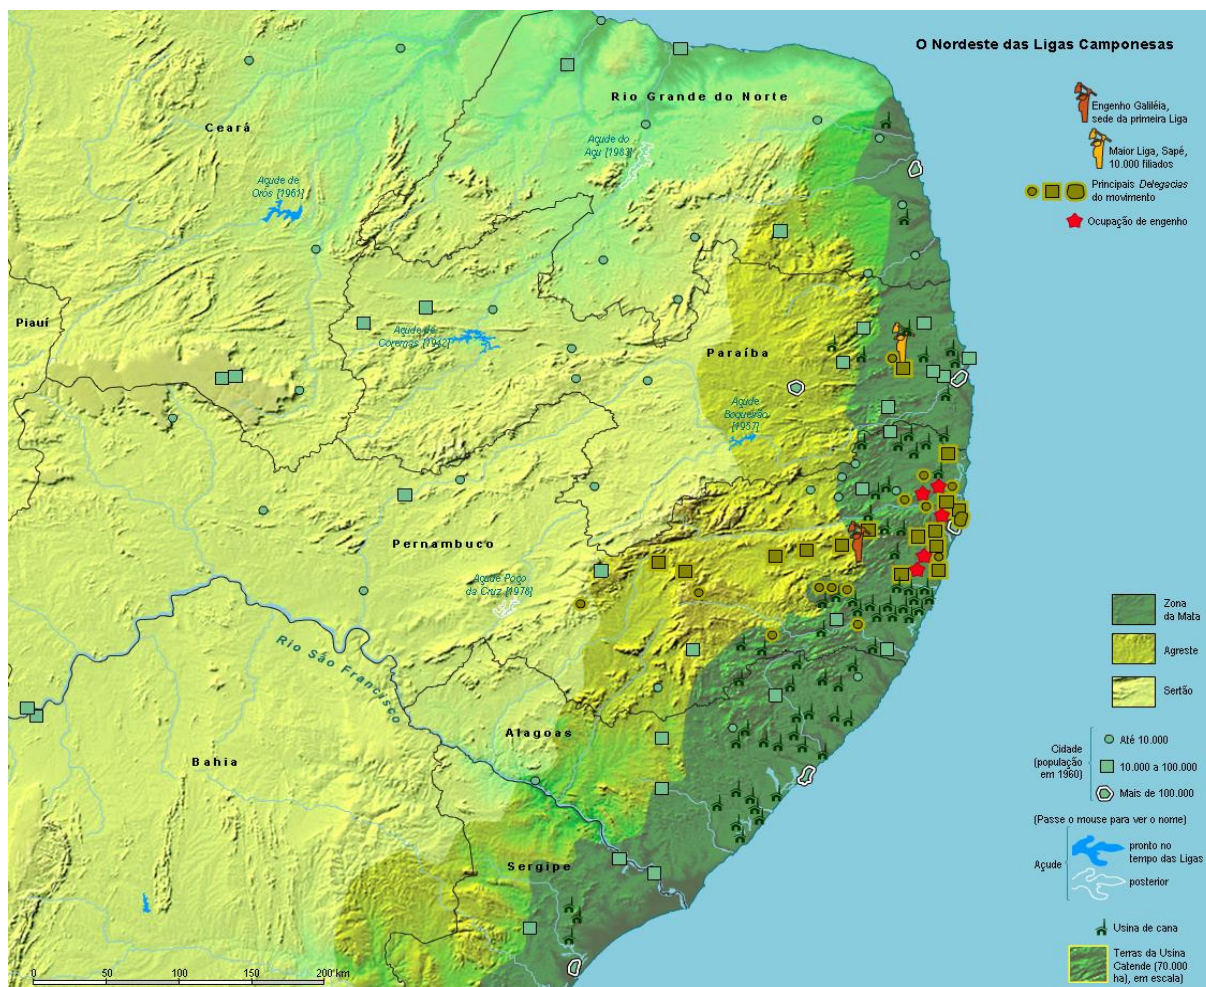 O Nordeste das Ligas Camponesas
Engenho Galiléia,
sede da primeira Liga
Maior Liga, Sapé,
10.000 filiados
Principais Delegacias
do movimento
Ocupação de engenho
Rio Grande do Norte
Ceará
Açude do
Açu [1983]
Açude de
Orós [1961]
Piauí
Açude de
Coremas [1942]
Paraíba
Açude
Boqueirão
[1957]
Pernambuco
Açude Poço
da Cruz [1978]
Rio São Francisco
Alagoas
Bahia
Sergipe
Zona
da Mata
Agreste
Sertão
Cidade
(população
em 1960)
Até 10.000
10.000 a 100.000
Mais de 100.000
(Passe o mouse para ver o nome)
Açude
pronto no
tempo das Ligas
posterior
Usina de cana
Terras da Usina
Catende (70.000
ha), em escala)
0 50 100 150 200 km